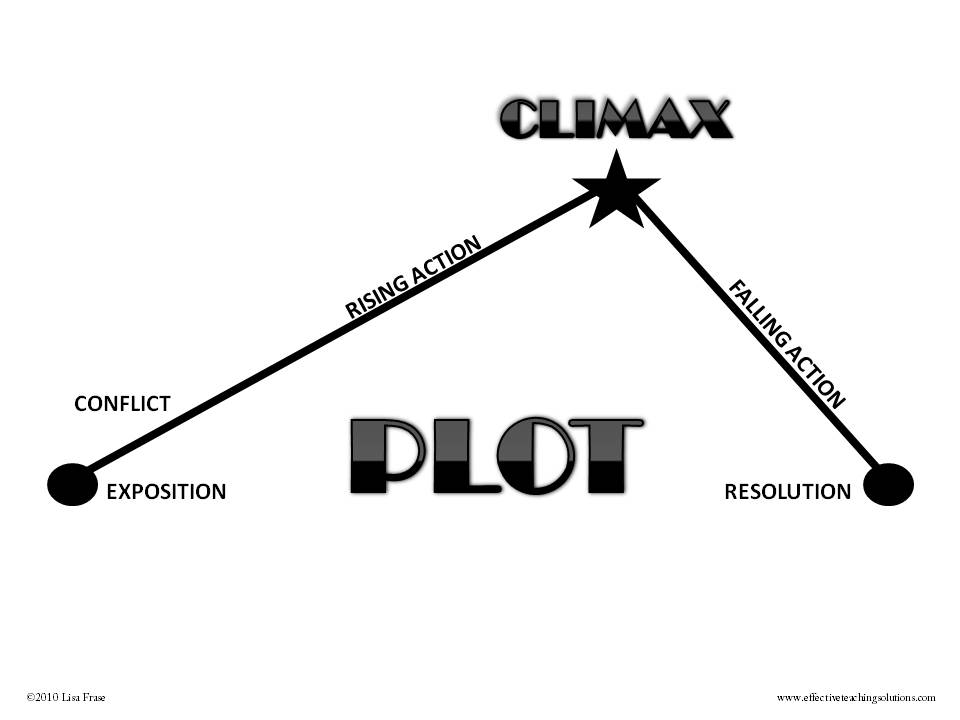 CLIMAX
RISING ACTION
FALLING ACTION
CONFLICT
PLOT
EXPOSITION
RESOLUTION
©2010 Lisa Frase
www.effectiveteachingsolutions.com